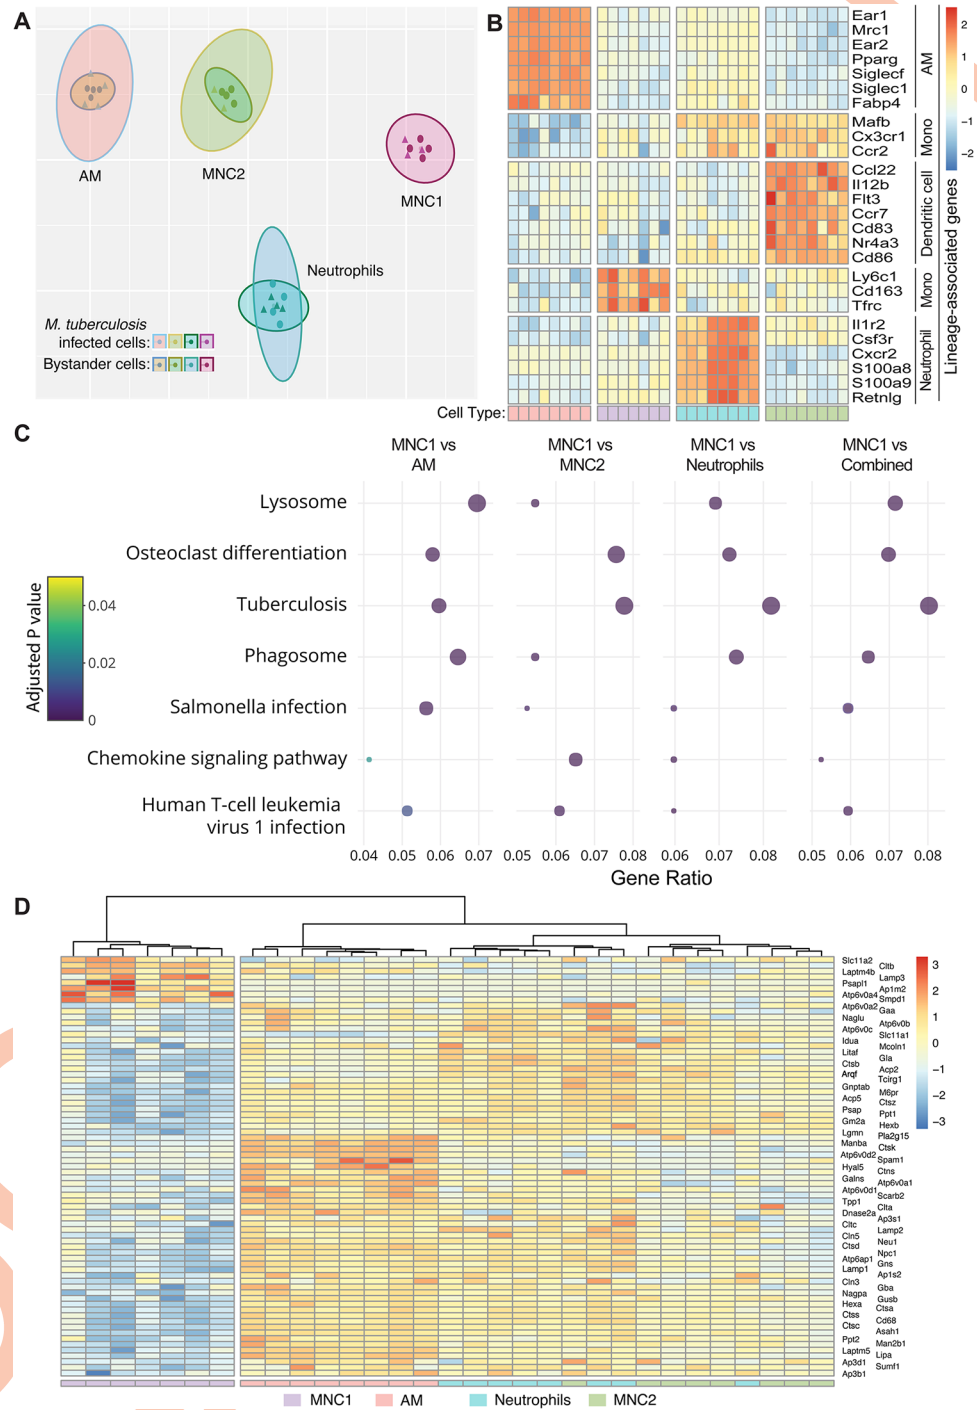 A
AM
MNC2
MNC1
Neutrophils
M. tuberculosis
infected cells:
Bystander cells:
B
Ear1
Mrc1
Ear2
Pparg
Siglecf
Siglec1
Fabp4
AM
Mafb
Cx3cr1
Ccr2
Mono
Ccl22
Il12b
Flt3
Ccr7
Cd83
Nr4a3
Cd86
Dendritic cell
Ly6c1
Cd163
Tfrc
Mono
Il1r2
Csf3r
Cxcr2
S100a8
S100a9
Retnlg
Neutrophil
Lineage-associated genes
2
1
0
−1
−2
Cell Type:
C
MNC1 vs
AM
MNC1 vs
MNC2
MNC1 vs
Neutrophils
MNC1 vs
Combined
Lysosome
Osteoclast differentiation
Tuberculosis
Phagosome
Salmonella infection
Chemokine signaling pathway
Human T-cell leukemia
virus 1 infection
Adjusted P value
0.04
0.02
0
0.04 0.05 0.06 0.07
0.05 0.06 0.07 0.08
0.06 0.07 0.08
0.05 0.06 0.07 0.08
Gene Ratio
D
Slc11a2
Cltb
Laptm4b
Lamp3
Psapl1
Ap1m2
Atp6v0a4
Smpd1
Atp6v0a2
Gaa
Naglu
Atp6v0b
Atp6v0c
Slc11a1
Idua
Mcoln1
Litaf
Gla
Ctsb
Acp2
Arqf
Tcirg1
Gnptab
M6pr
Acp5
Ctsz
Psap
Ppt1
Gm2a
Hexb
Lgmn
Pla2g15
Manba
Ctsk
Atp6v0d2
Spam1
Hyal5
Ctns
Galns
Atp6v0a1
Atp6v0d1
Scarb2
Tpp1
Clta
Dnase2a
Ap3s1
Cltc
Lamp2
Cln5
Neu1
Ctsd
Npc1
Atp6ap1
Gns
Lamp1
Ap1s2
Cln3
Gba
Nagpa
Gusb
Hexa
Ctsa
Ctss
Cd68
Ctsc
Asah1
Ppt2
Man2b1
Laptm5
Lipa
Ap3d1
Sumf1
Ap3b1
3
2
1
0
−1
−2
−3
MNC1 AM Neutrophils MNC2